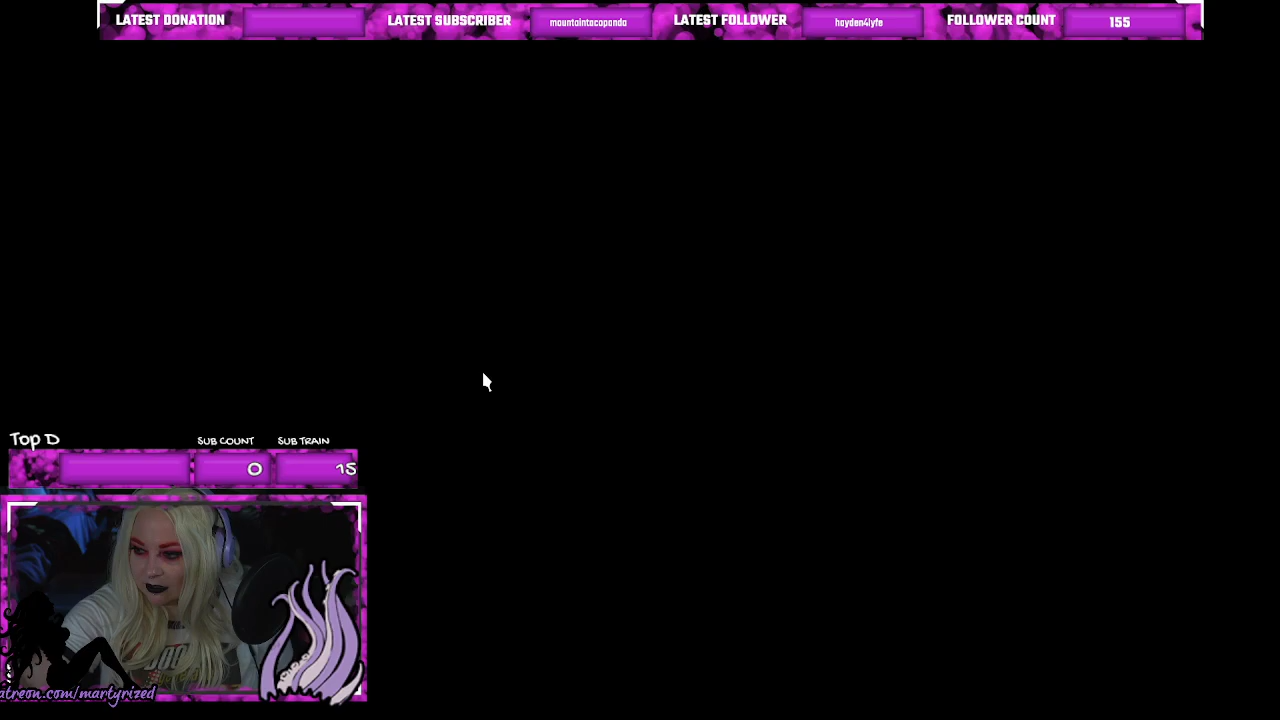 LATEST DONATION
LATEST SUBSCRIBER
mountaintacopanda
LATEST FOLLOWER
hayden4lyfe
FOLLOWER COUNT
155
Top D
SUB COUNT
SUB TRAIN
0
15
atreon.com/martyrized